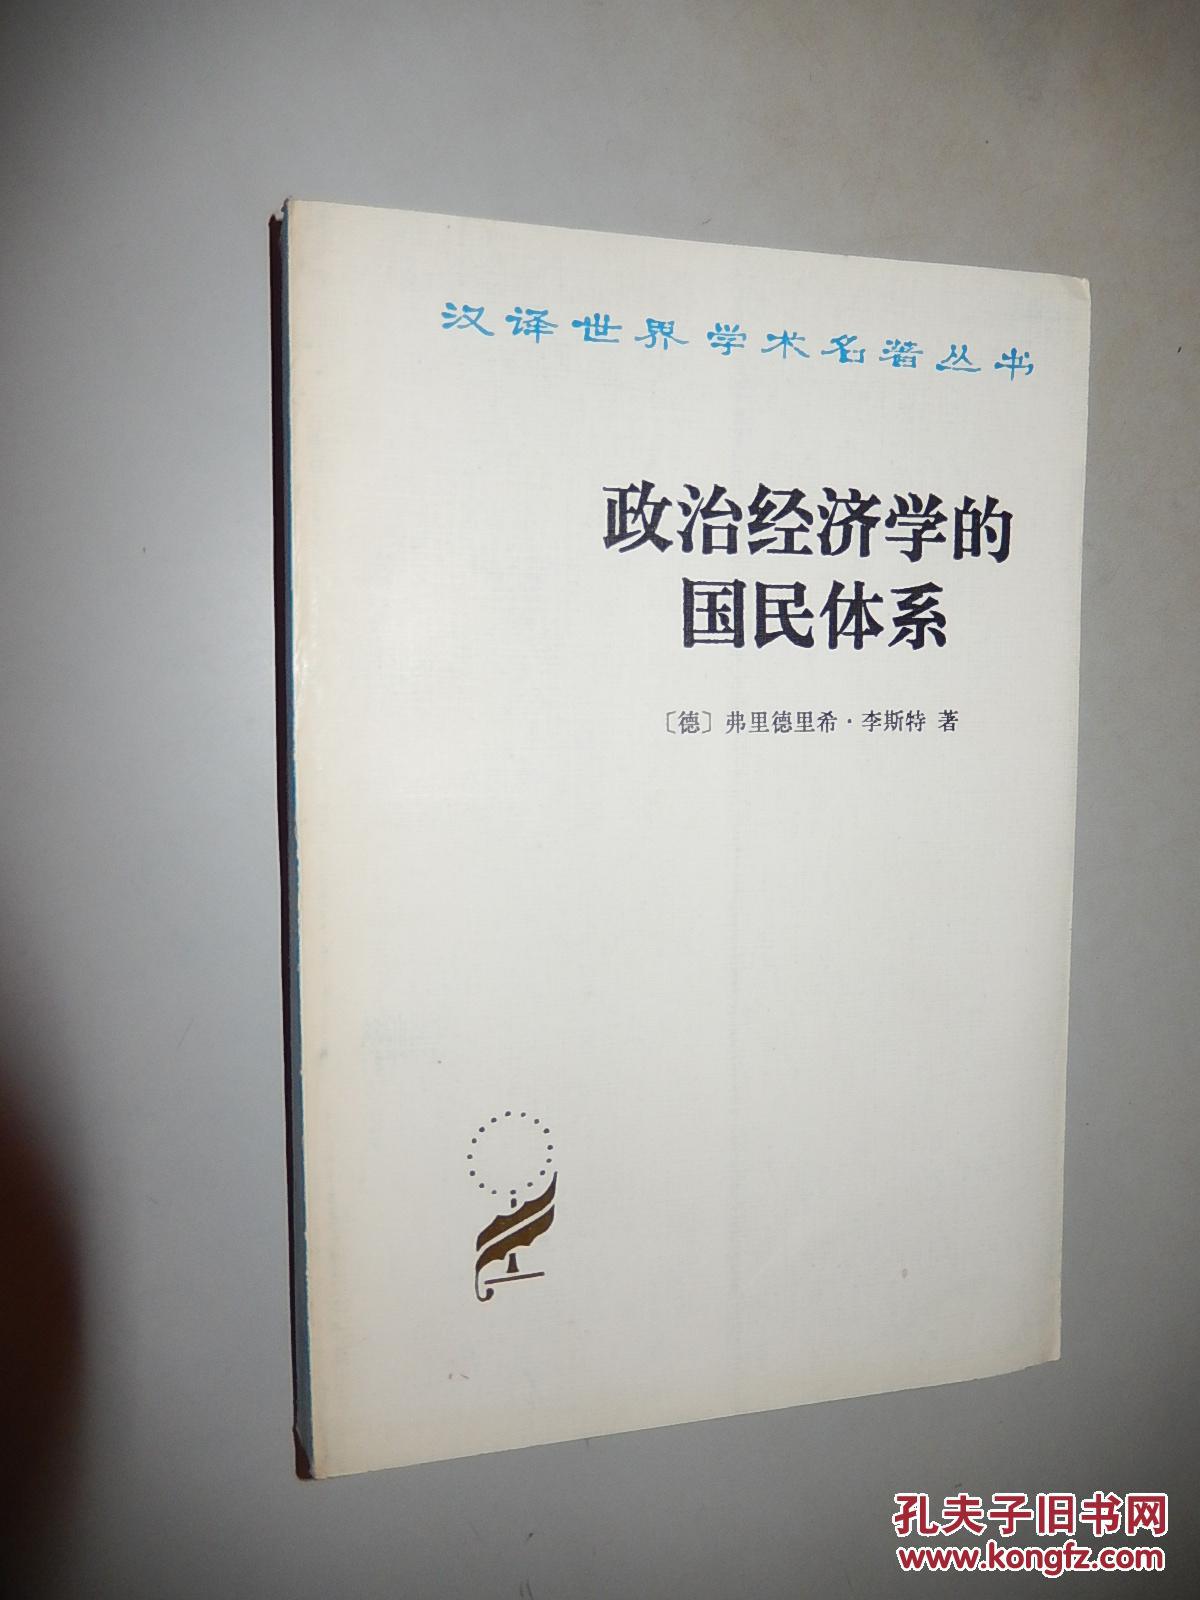 汉译世界学术名著丛书
政治经济学的
国民体系
〔德〕弗里德里希·李斯特 著
孔夫子旧书网
www.kongfz.com